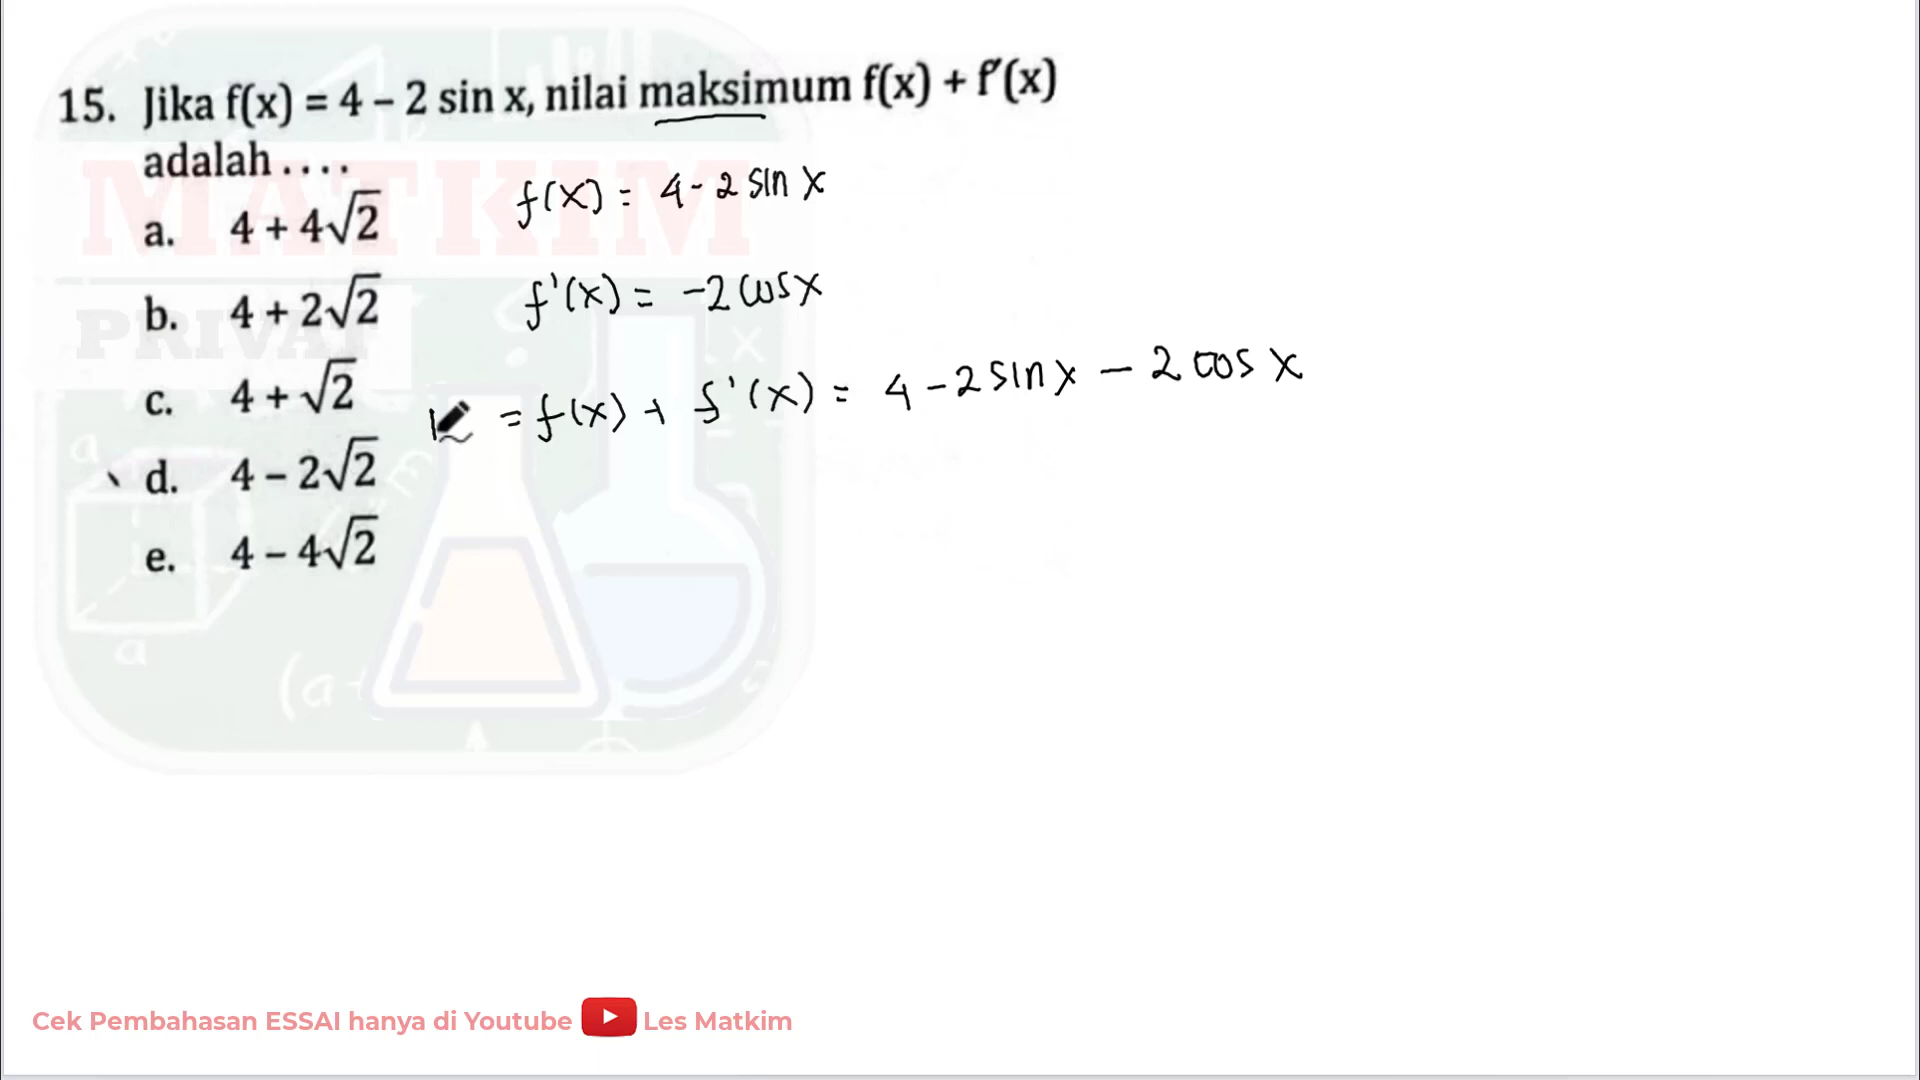 15. Jika f(x) = 4 – 2 sin x, nilai maksimum f(x) + f'(x)
adalah . . . .
a. 4 + 4√2
b. 4 + 2√2
c. 4 + √2
d. 4 – 2√2
e. 4 – 4√2
f(x) = 4 - 2 sin x
f'(x) = -2 cos x
= f(x) + f'(x) = 4 - 2 sin x - 2 cos x
MATKIM
PRIVAT
a
a
(a+
m
x
Cek Pembahasan ESSAI hanya di Youtube Les Matkim